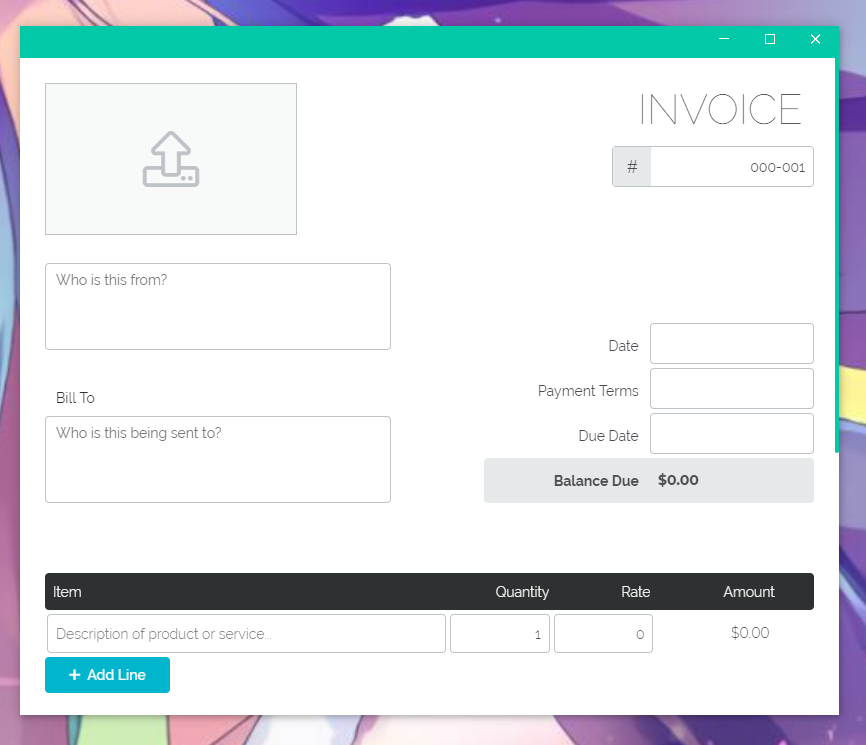 INVOICE
# 000-001
Who is this from?
Date
Payment Terms
Bill To
Due Date
Who is this being sent to?
Balance Due $0.00
Item Quantity Rate Amount
Description of product or service... 1 0 $0.00
+ Add Line